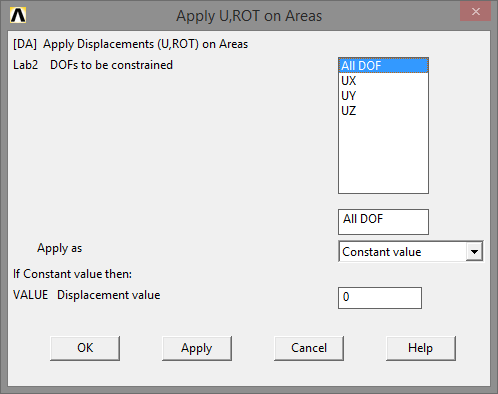 Apply U,ROT on Areas
[DA] Apply Displacements (U,ROT) on Areas
Lab2 DOFs to be constrained
All DOF
UX
UY
UZ
All DOF
Apply as Constant value
If Constant value then:
VALUE Displacement value 0
OK Apply Cancel Help